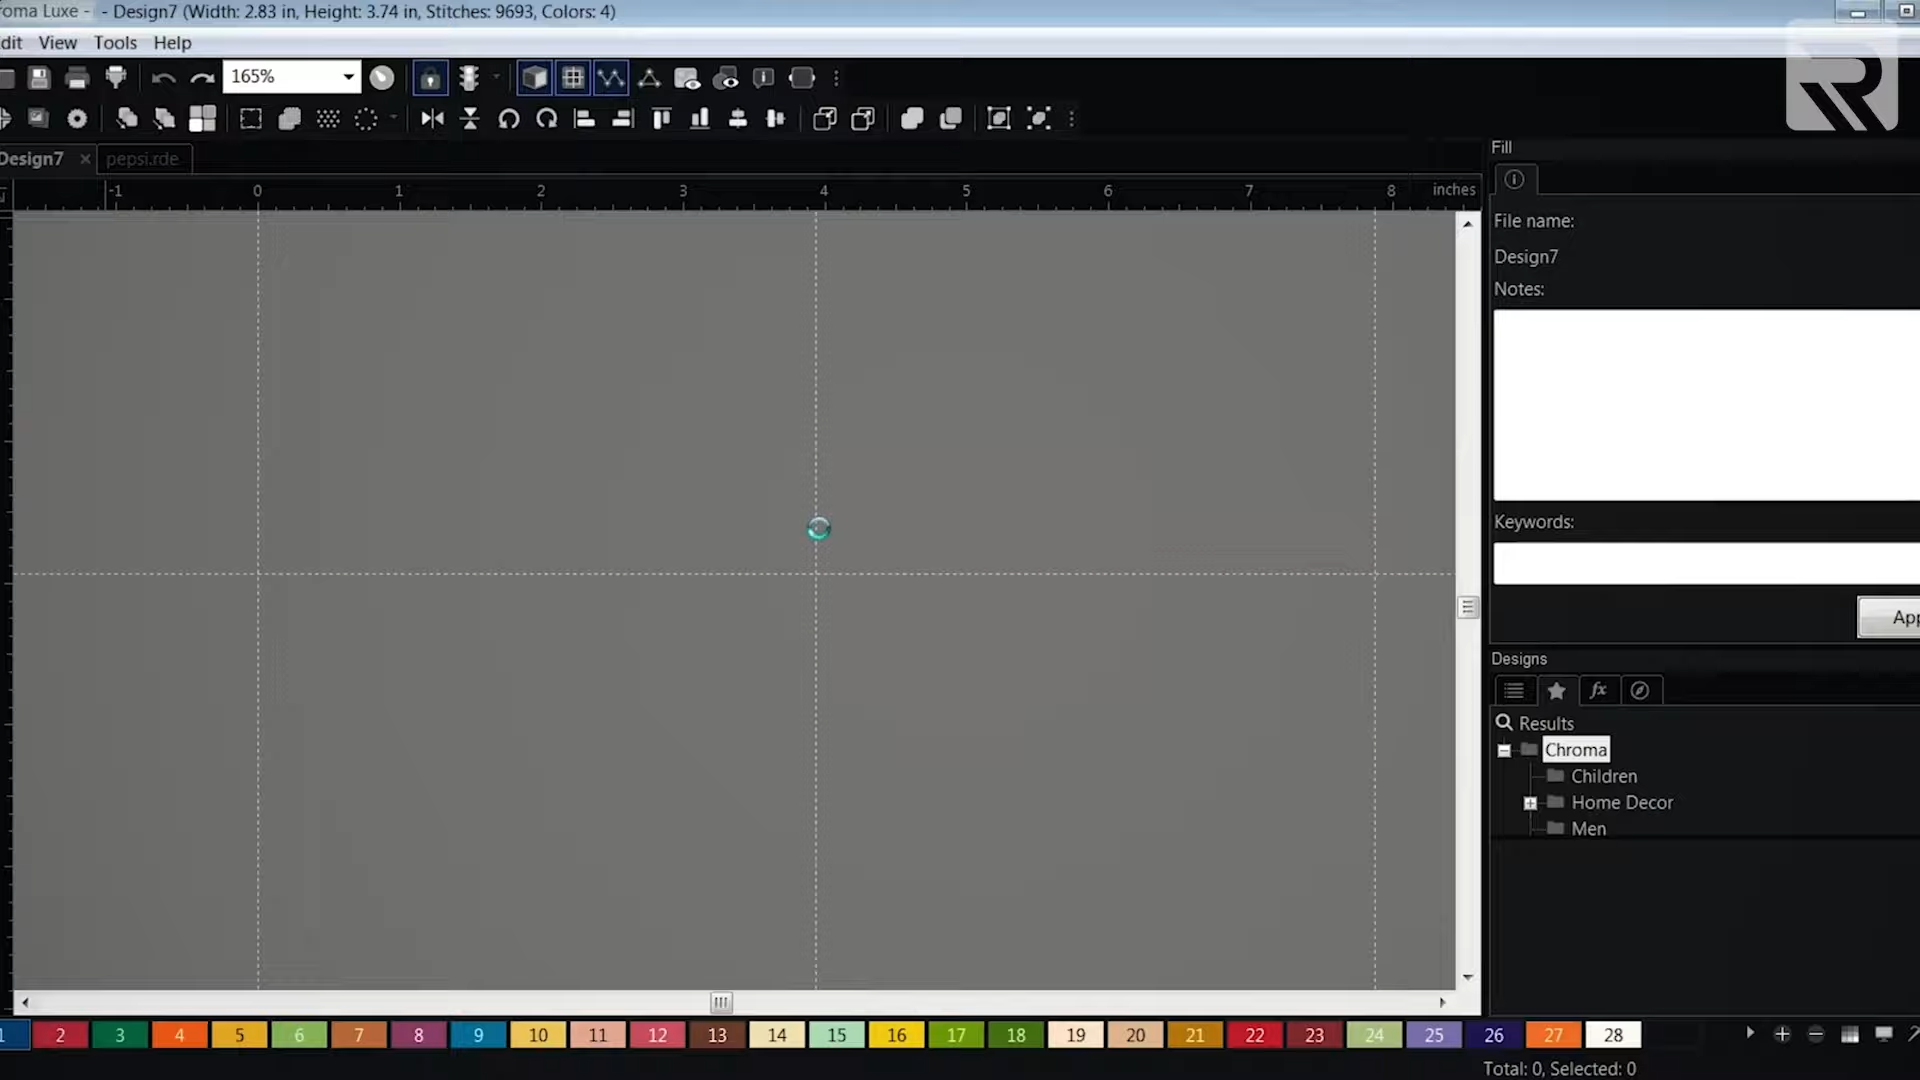 roma Luxe - - Design7 (Width: 2.83 in, Height: 3.74 in, Stitches: 9693, Colors: 4)
dit View Tools Help
165%
Design7 pepsi.rde
-1 0 1 2 3 4 5 6 7 8 inches
Fill
File name:
Design7
Notes:
Keywords:
App
Designs
fx
Results
Chroma
Children
Home Decor
Men
1 2 3 4 5 6 7 8 9 10 11 12 13 14 15 16 17 18 19 20 21 22 23 24 25 26 27 28
Total: 0, Selected: 0